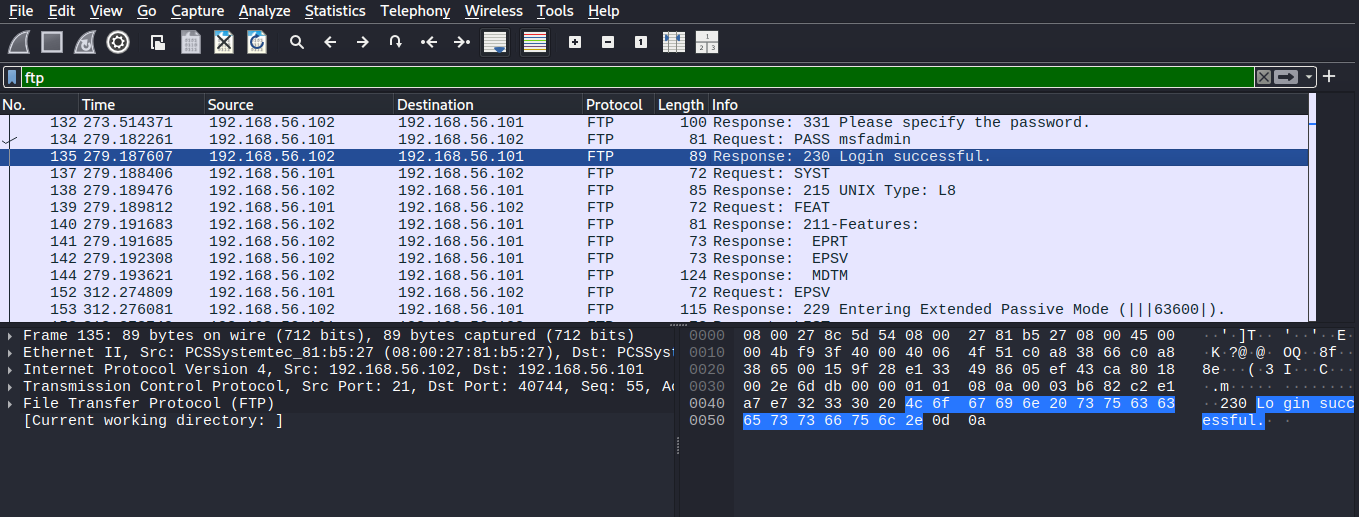 File Edit View Go Capture Analyze Statistics Telephony Wireless Tools Help
ftp
No. Time Source Destination Protocol Length Info
132 273.514371 192.168.56.102 192.168.56.101 FTP 100 Response: 331 Please specify the password.
134 279.182261 192.168.56.101 192.168.56.102 FTP 81 Request: PASS msfadmin
135 279.187607 192.168.56.102 192.168.56.101 FTP 89 Response: 230 Login successful.
137 279.188406 192.168.56.101 192.168.56.102 FTP 72 Request: SYST
138 279.189476 192.168.56.102 192.168.56.101 FTP 85 Response: 215 UNIX Type: L8
139 279.189812 192.168.56.101 192.168.56.102 FTP 72 Request: FEAT
140 279.191683 192.168.56.102 192.168.56.101 FTP 81 Response: 211-Features:
141 279.191685 192.168.56.102 192.168.56.101 FTP 73 Response:  EPRT
142 279.192308 192.168.56.102 192.168.56.101 FTP 73 Response:  EPSV
144 279.193621 192.168.56.102 192.168.56.101 FTP 124 Response:  MDTM
152 312.274809 192.168.56.101 192.168.56.102 FTP 72 Request: EPSV
153 312.276081 192.168.56.102 192.168.56.101 FTP 115 Response: 229 Entering Extended Passive Mode (|||63600|).
Frame 135: 89 bytes on wire (712 bits), 89 bytes captured (712 bits)
Ethernet II, Src: PCSSystemtec_81:b5:27 (08:00:27:81:b5:27), Dst: PCSSyst
Internet Protocol Version 4, Src: 192.168.56.102, Dst: 192.168.56.101
Transmission Control Protocol, Src Port: 21, Dst Port: 40744, Seq: 55, Ac
File Transfer Protocol (FTP)
[Current working directory: ]
0000 08 00 27 8c 5d 54 08 00 27 81 b5 27 08 00 45 00 ··'·]T·· '··'··E·
0010 00 4b f9 3f 40 00 40 06 4f 51 c0 a8 38 66 c0 a8 ·K·?@·@· OQ··8f··
0020 38 65 00 15 9f 28 e1 33 49 86 05 ef 43 ca 80 18 8e···(·3 I···C···
0030 00 2e 6d db 00 00 01 01 08 0a 00 03 b6 82 c2 e1 ·.m····· ········
0040 a7 e7 32 33 30 20 4c 6f 67 69 6e 20 73 75 63 63 ··230 Lo gin succ
0050 65 73 73 66 75 6c 2e 0d 0a essful.· ·